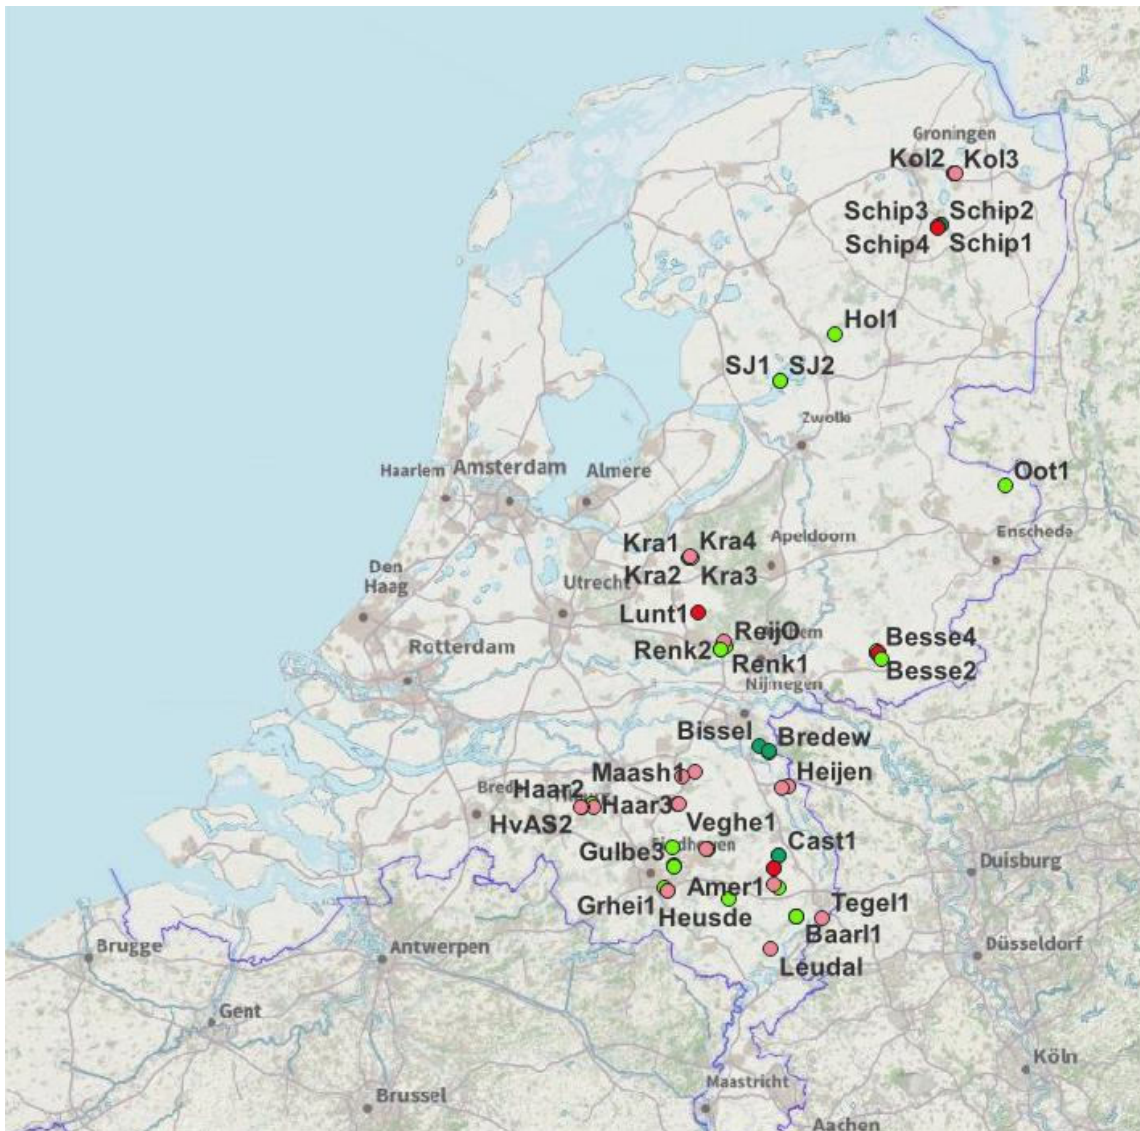 Groningen
Kol2 Kol3
Schip3 Schip2
Schip4 Schip1
Hol1
SJ1 SJ2
Zwolle
Haarlem Amsterdam Almere
Oot1
Enschede
Kra1 Kra4
Apeldoorn
Kra2 Kra3
Den
Haag
Utrecht
Lunt1
ReijO
Besse4
Rotterdam
Renk2
Renk1
Besse2
Nijmegen
Bissel
Bredew
Maash1
Heijen
Haar2
Haar3
HvAS2
Veghe1
Gulbe3
Cast1
Duisburg
Amer1
Grhei1
Heusde
Tegel1
Baarl1
Brugge
Antwerpen
Düsseldorf
Leudal
Gent
Köln
Maastricht
Brussel
Aachen